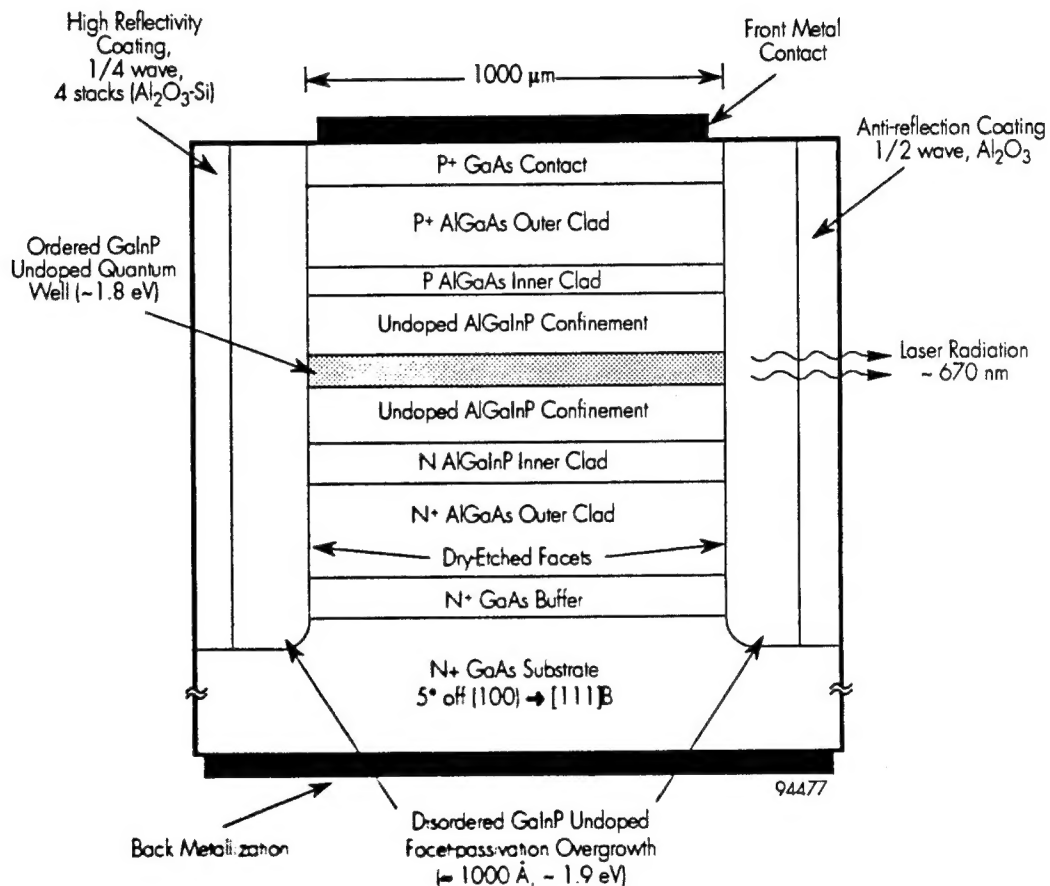 High Reflectivity
Coating,
1/4 wave,
4 stacks (Al₂O₃-Si)
1000 µm
Front Metal
Contact
Anti-reflection Coating
1/2 wave, Al₂O₃
P+ GaAs Contact
P+ AlGaAs Outer Clad
Ordered GaInP
Undoped Quantum
Well (~1.8 eV)
P AlGaAs Inner Clad
Undoped AlGaInP Confinement
Laser Radiation
~ 670 nm
Undoped AlGaInP Confinement
N AlGaInP Inner Clad
N+ AlGaAs Outer Clad
Dry-Etched Facets
N+ GaAs Buffer
N+ GaAs Substrate
5° off (100) → [111]B
94477
Back Metalization
Disordered GaInP Undoped
Facet-passivation Overgrowth
(≈ 1000 Å, ~ 1.9 eV)